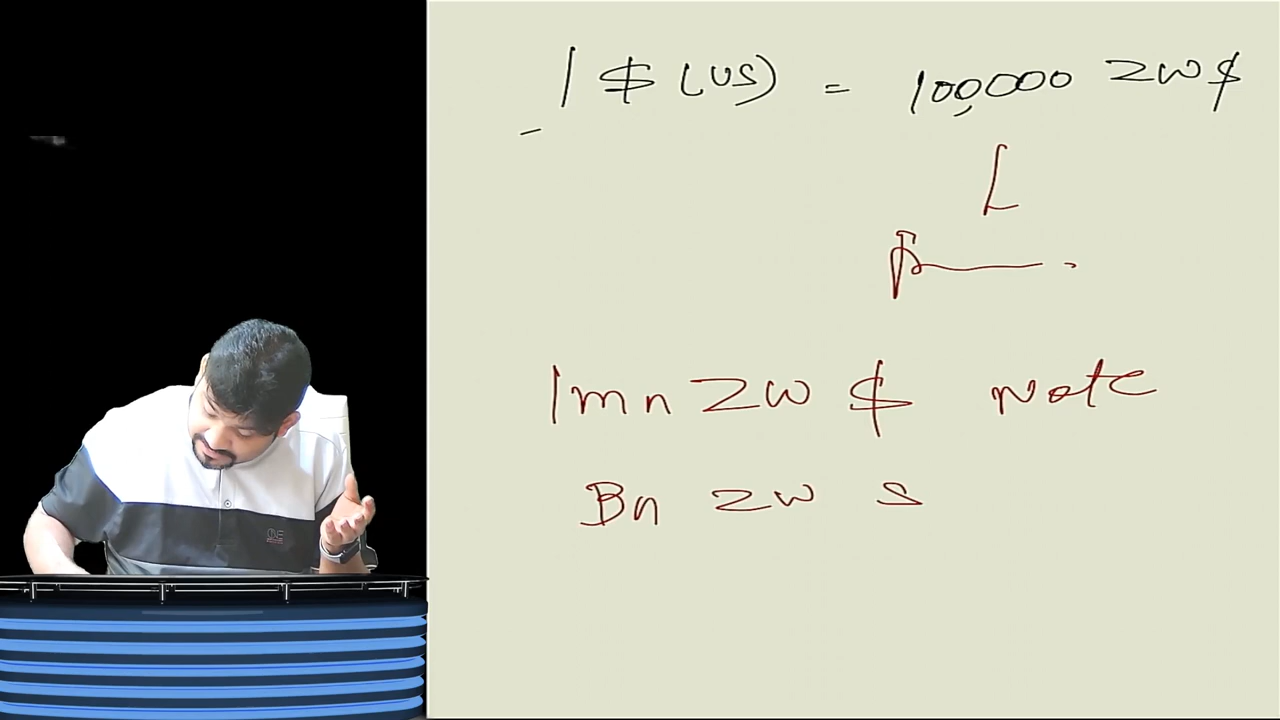 1 $ (US) = 100,000 ZW$
L
1mn ZW $ Note
Bn ZW S